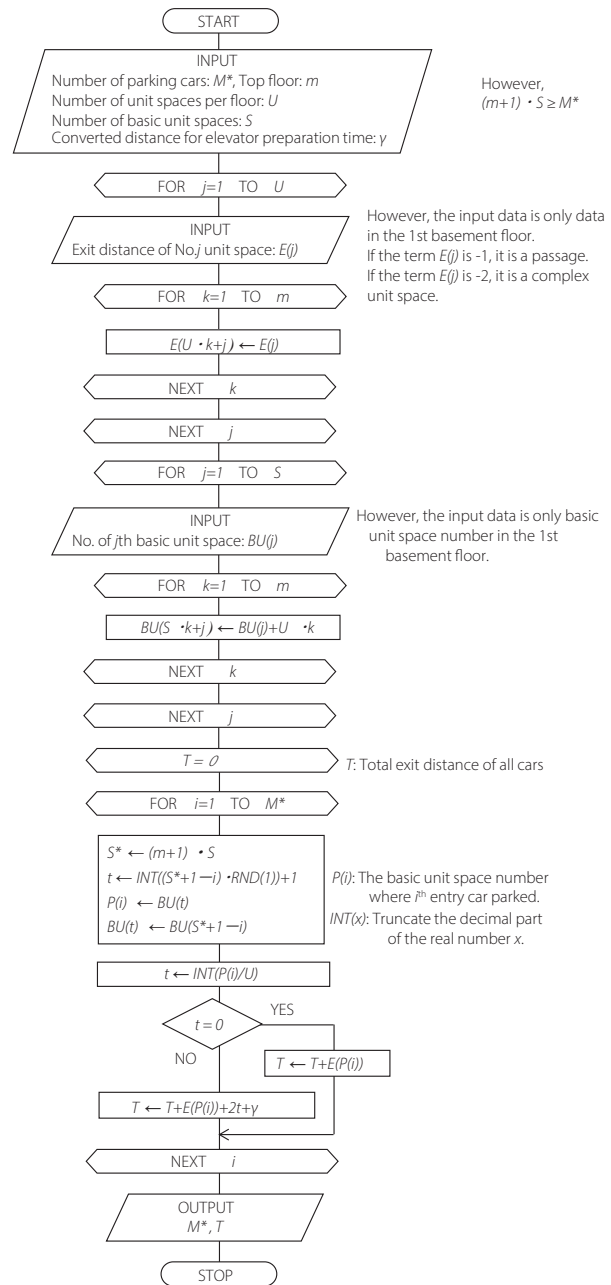 START
INPUT
Number of parking cars: M*, Top floor: m
Number of unit spaces per floor: U
Number of basic unit spaces: S
Converted distance for elevator preparation time: γ
However,
(m+1) · S ≥ M*
FOR j=1 TO U
INPUT
Exit distance of No.j unit space: E(j)
However, the input data is only data
in the 1st basement floor.
If the term E(j) is -1, it is a passage.
If the term E(j) is -2, it is a complex
unit space.
FOR k=1 TO m
E(U · k+j) ← E(j)
NEXT k
NEXT j
FOR j=1 TO S
INPUT
No. of jth basic unit space: BU(j)
However, the input data is only basic
unit space number in the 1st
basement floor.
FOR k=1 TO m
BU(S ·k+j) ← BU(j)+U ·k
NEXT k
NEXT j
T = 0
T: Total exit distance of all cars
FOR i=1 TO M*
S* ← (m+1) · S
t ← INT((S*+1—i) ·RND(1))+1
P(i) ← BU(t)
BU(t) ← BU(S*+1—i)
P(i): The basic unit space number
where iᵗʰ entry car parked.
INT(x): Truncate the decimal part
of the real number x.
t ← INT(P(i)/U)
t = 0
YES
NO
T ← T+E(P(i))
T ← T+E(P(i))+2t+γ
NEXT i
OUTPUT
M*, T
STOP